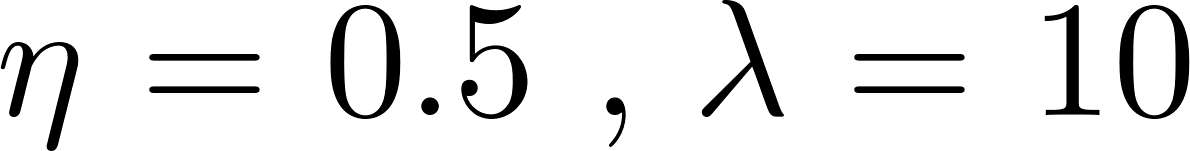 η = 0.5 , λ = 10